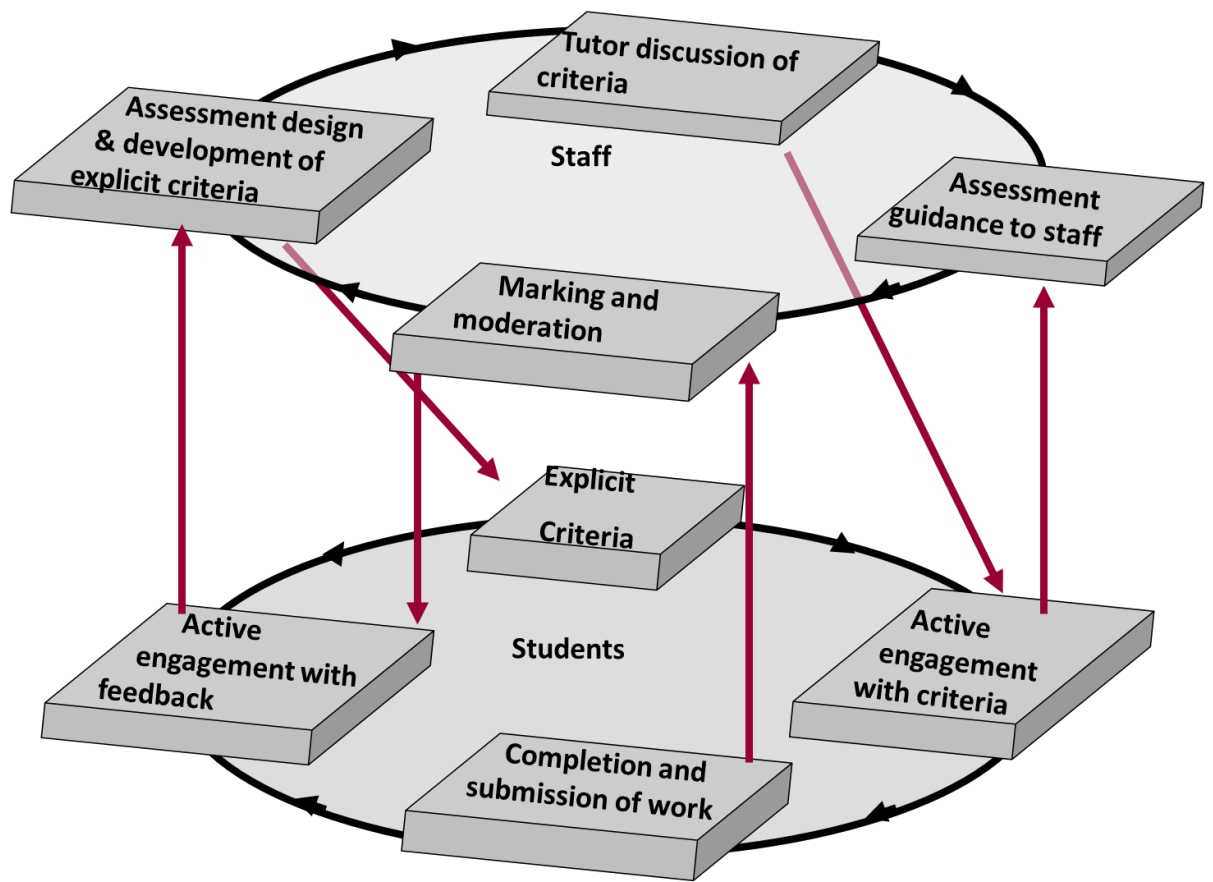 Tutor discussion of
criteria
Assessment design
& development of
explicit criteria
Staff
Assessment
guidance to staff
Marking and
moderation
Explicit
Criteria
Active
engagement with
feedback
Students
Active
engagement
with criteria
Completion and
submission of work